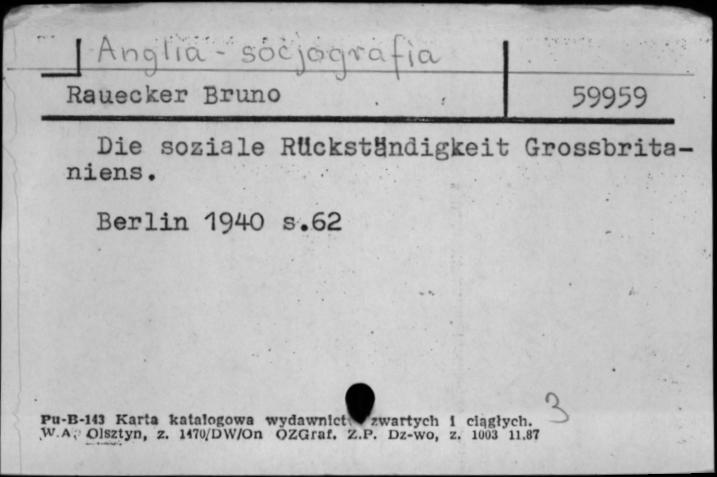 Anglia - socjografia
Rauecker Bruno 59959
Die soziale Rückständigkeit Grossbrita-
niens.
Berlin 1940 s.62
3
Pu-B-143 Karta katalogowa wydawnictw zwartych i ciągłych.
W.A. Olsztyn, z. 1470/DW/On OZGraf. Z.P. Dz-wo, z. 1003 11.87